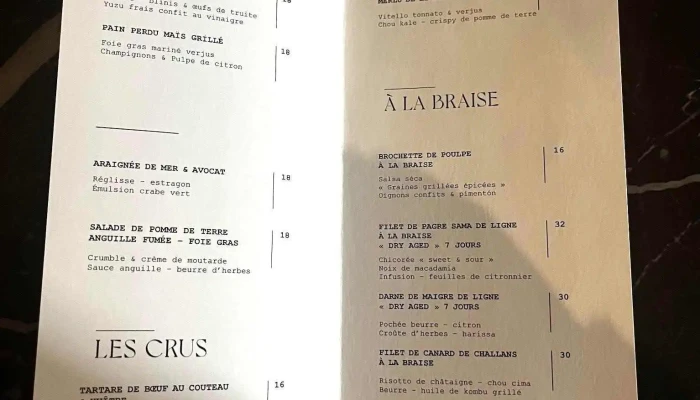 blinis & œufs de truite
Yuzu frais confit au vinaigre
PAIN PERDU MAÏS GRILLÉ
18
Foie gras mariné verjus
Champignons & Pulpe de citron
ARAIGNÉE DE MER & AVOCAT
18
Réglisse - estragon
Émulsion crabe vert
SALADE DE POMME DE TERRE
ANGUILLE FUMÉE - FOIE GRAS
18
Crumble & crème de moutarde
Sauce anguille - beurre d'herbes
LES CRUS
TARTARE DE BŒUF AU COUTEAU
16
Vitello tonnato & verjus
Chou kale - crispy de pomme de terre
À LA BRAISE
BROCHETTE DE POULPE
À LA BRAISE
16
Salsa séca
« Graines grillées épicées »
Oignons confits & pimentón
FILET DE PAGRE SAMA DE LIGNE
À LA BRAISE
« DRY AGED » 7 JOURS
32
Chicorée « sweet & sour »
Noix de macadamia
Infusion - feuilles de citronnier
DARNE DE MAIGRE DE LIGNE
« DRY AGED » 7 JOURS
30
Pochée beurre - citron
Croûte d'herbes - harissa
FILET DE CANARD DE CHALLANS
À LA BRAISE
30
Risotto de châtaigne - chou cima
Beurre - huile de kombu grillé